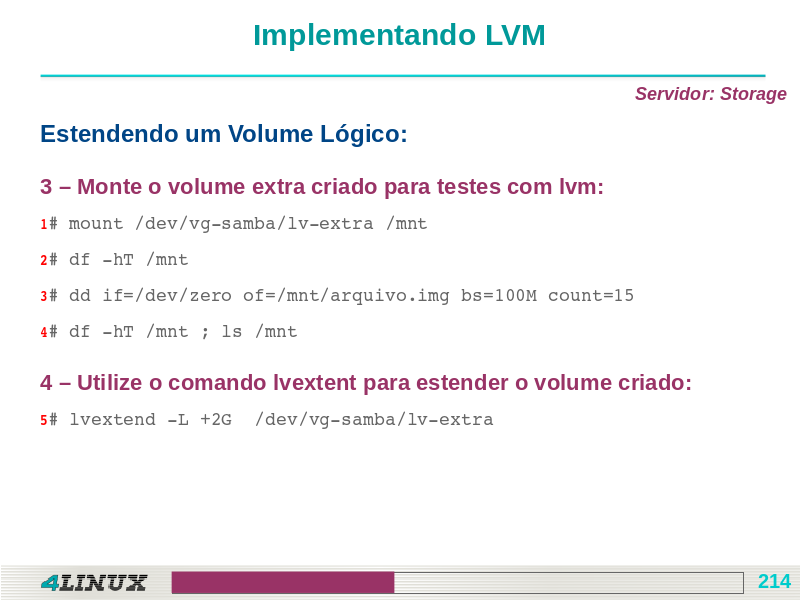 Implementando LVM
Servidor: Storage
Estendendo um Volume Lógico:
3 – Monte o volume extra criado para testes com lvm:
1# mount /dev/vg-samba/lv-extra /mnt
2# df -hT /mnt
3# dd if=/dev/zero of=/mnt/arquivo.img bs=100M count=15
4# df -hT /mnt ; ls /mnt
4 – Utilize o comando lvextent para estender o volume criado:
5# lvextend -L +2G  /dev/vg-samba/lv-extra
4LINUX
214